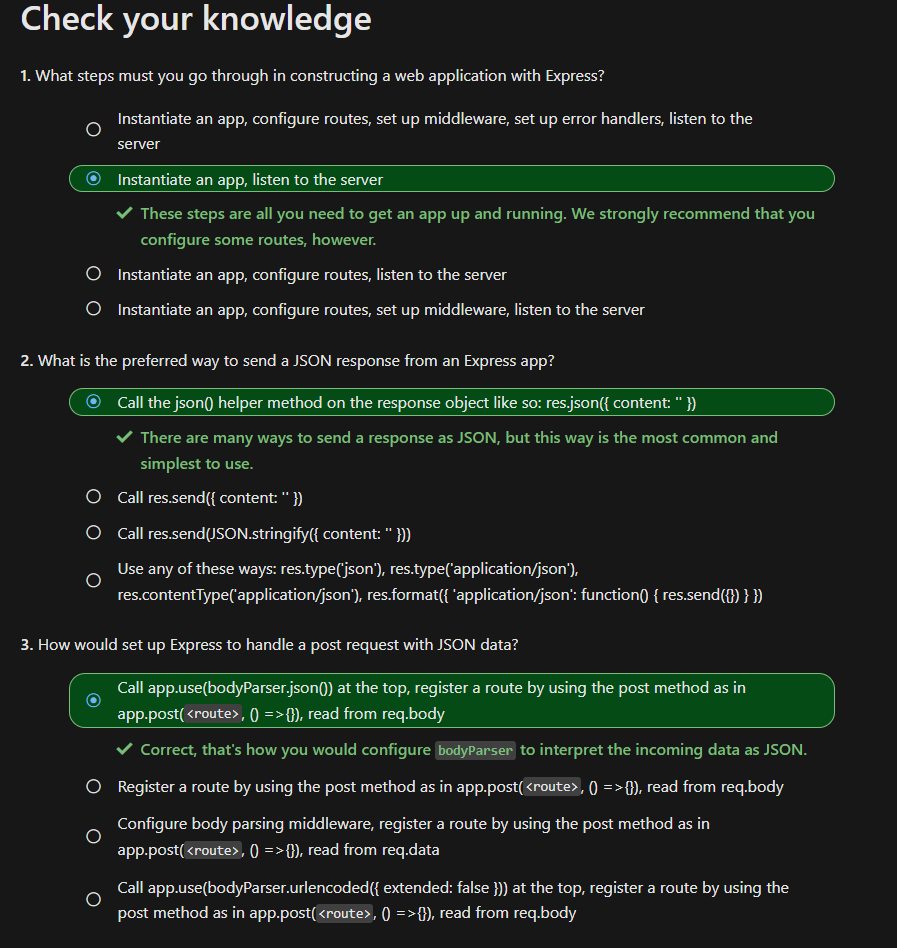 Check your knowledge
1. What steps must you go through in constructing a web application with Express?
Instantiate an app, configure routes, set up middleware, set up error handlers, listen to the
server
Instantiate an app, listen to the server
These steps are all you need to get an app up and running. We strongly recommend that you
configure some routes, however.
Instantiate an app, configure routes, listen to the server
Instantiate an app, configure routes, set up middleware, listen to the server
2. What is the preferred way to send a JSON response from an Express app?
Call the json() helper method on the response object like so: res.json({ content: '' })
There are many ways to send a response as JSON, but this way is the most common and
simplest to use.
Call res.send({ content: '' })
Call res.send(JSON.stringify({ content: '' }))
Use any of these ways: res.type('json'), res.type('application/json'),
res.contentType('application/json'), res.format({ 'application/json': function() { res.send({}) } })
3. How would set up Express to handle a post request with JSON data?
Call app.use(bodyParser.json()) at the top, register a route by using the post method as in
app.post(<route>, () =>{}), read from req.body
Correct, that's how you would configure bodyParser to interpret the incoming data as JSON.
Register a route by using the post method as in app.post(<route>, () =>{}), read from req.body
Configure body parsing middleware, register a route by using the post method as in
app.post(<route>, () =>{}), read from req.data
Call app.use(bodyParser.urlencoded({ extended: false })) at the top, register a route by using the
post method as in app.post(<route>, () =>{}), read from req.body